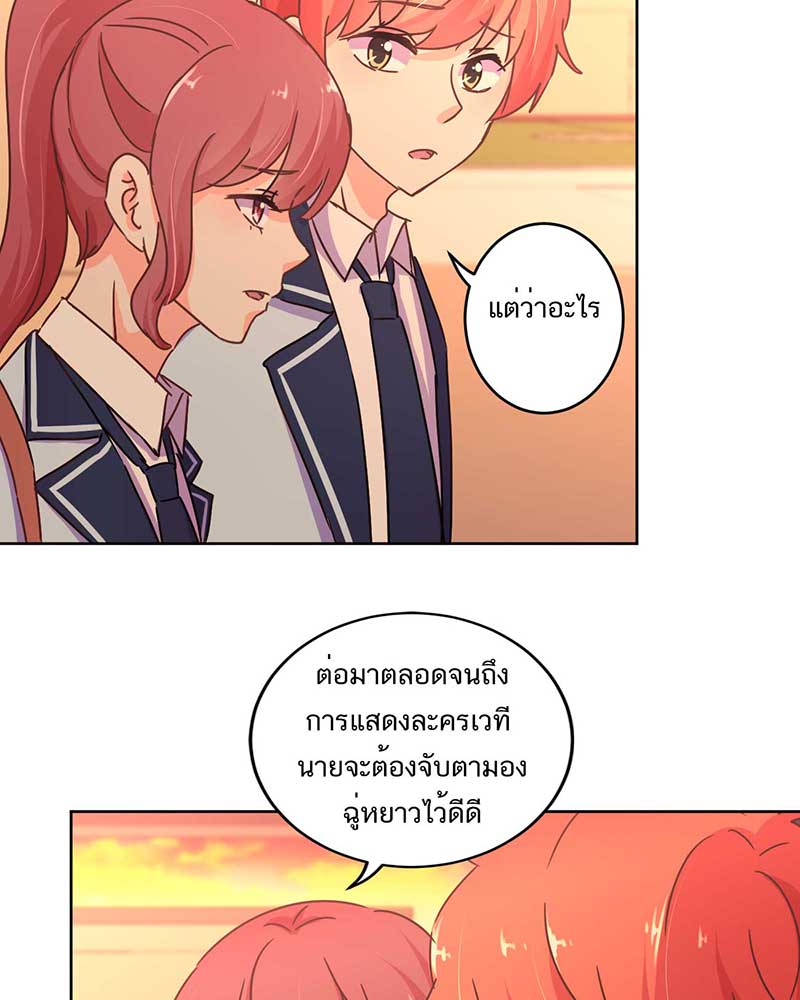 แต่ว่าอะไร
ต่อมาตลอดจนถึง
การแสดงละครเวที
นายจะต้องจับตามอง
ฉู่หยาวไว้ดีดี